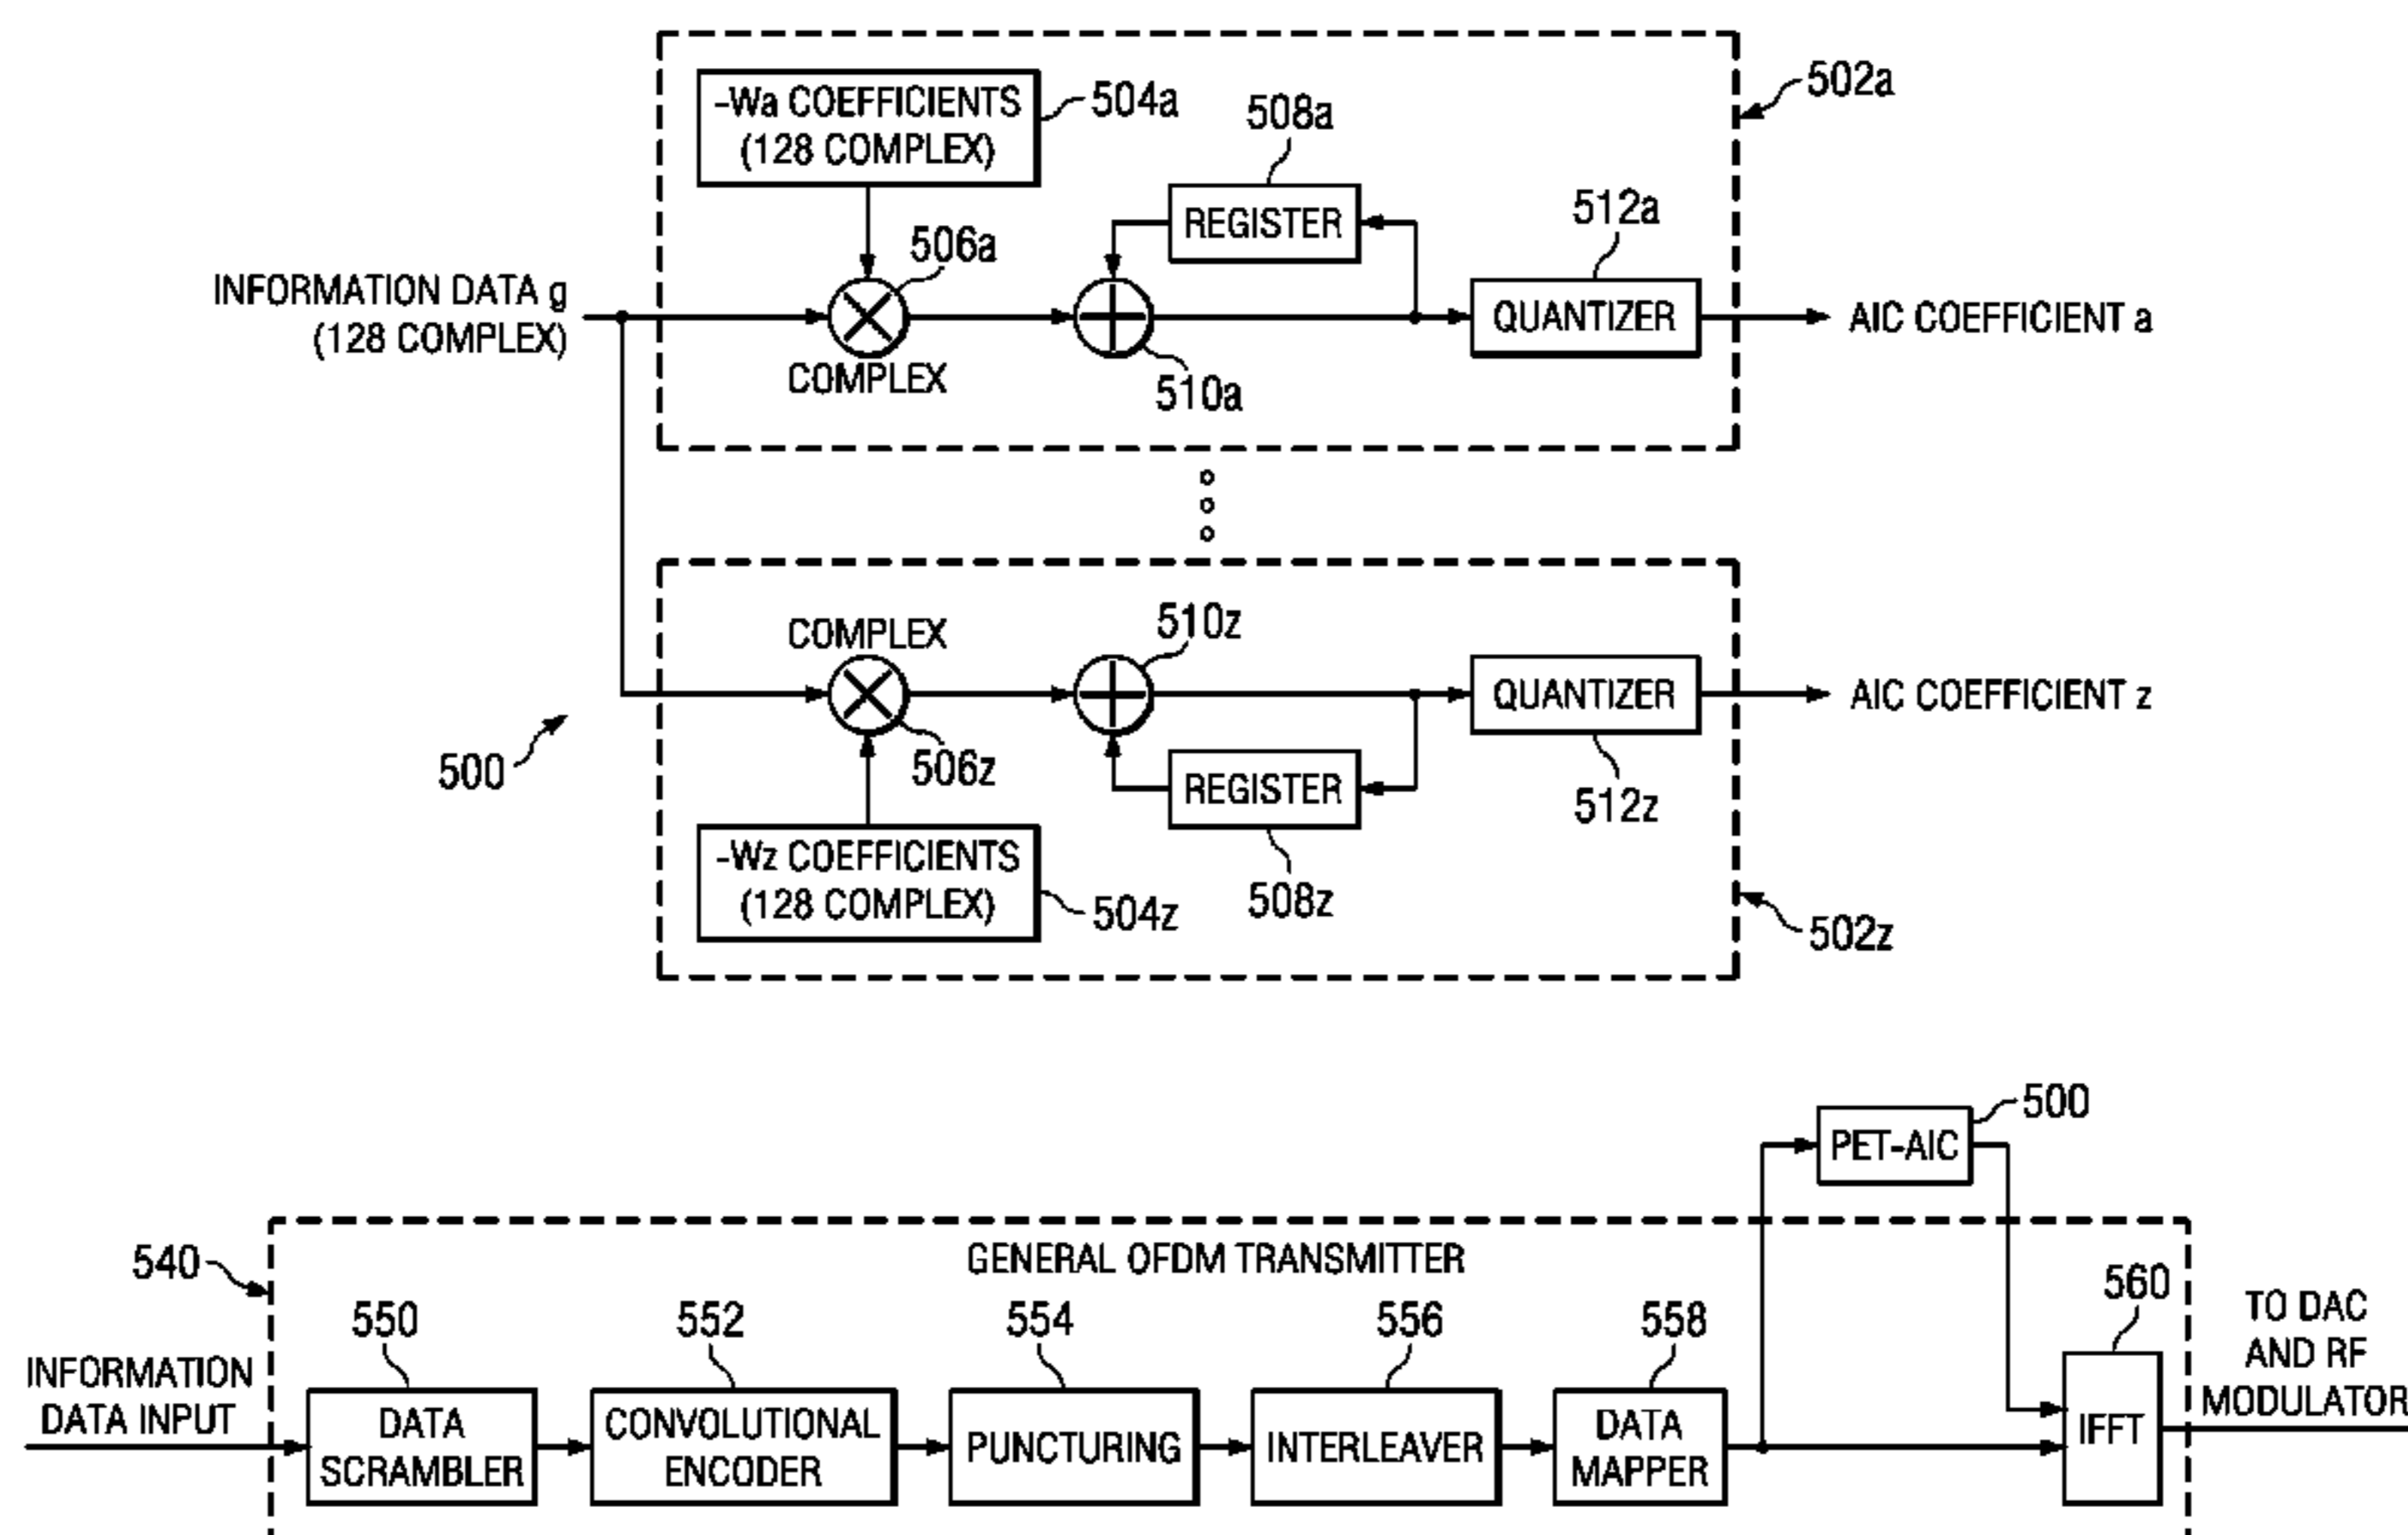 -Wa COEFFICIENTS
(128 COMPLEX)
504a
502a
508a
REGISTER
512a
506a
INFORMATION DATA g
(128 COMPLEX)
QUANTIZER
AIC COEFFICIENT a
COMPLEX
510a
COMPLEX
510z
QUANTIZER
AIC COEFFICIENT z
500
506z
REGISTER
512z
-Wz COEFFICIENTS
(128 COMPLEX)
504z
508z
502z
500
PET-AIC
540
GENERAL OFDM TRANSMITTER
550
552
554
556
558
560
TO DAC
AND RF
MODULATOR
INFORMATION
DATA INPUT
DATA
SCRAMBLER
CONVOLUTIONAL
ENCODER
PUNCTURING
INTERLEAVER
DATA
MAPPER
IFFT